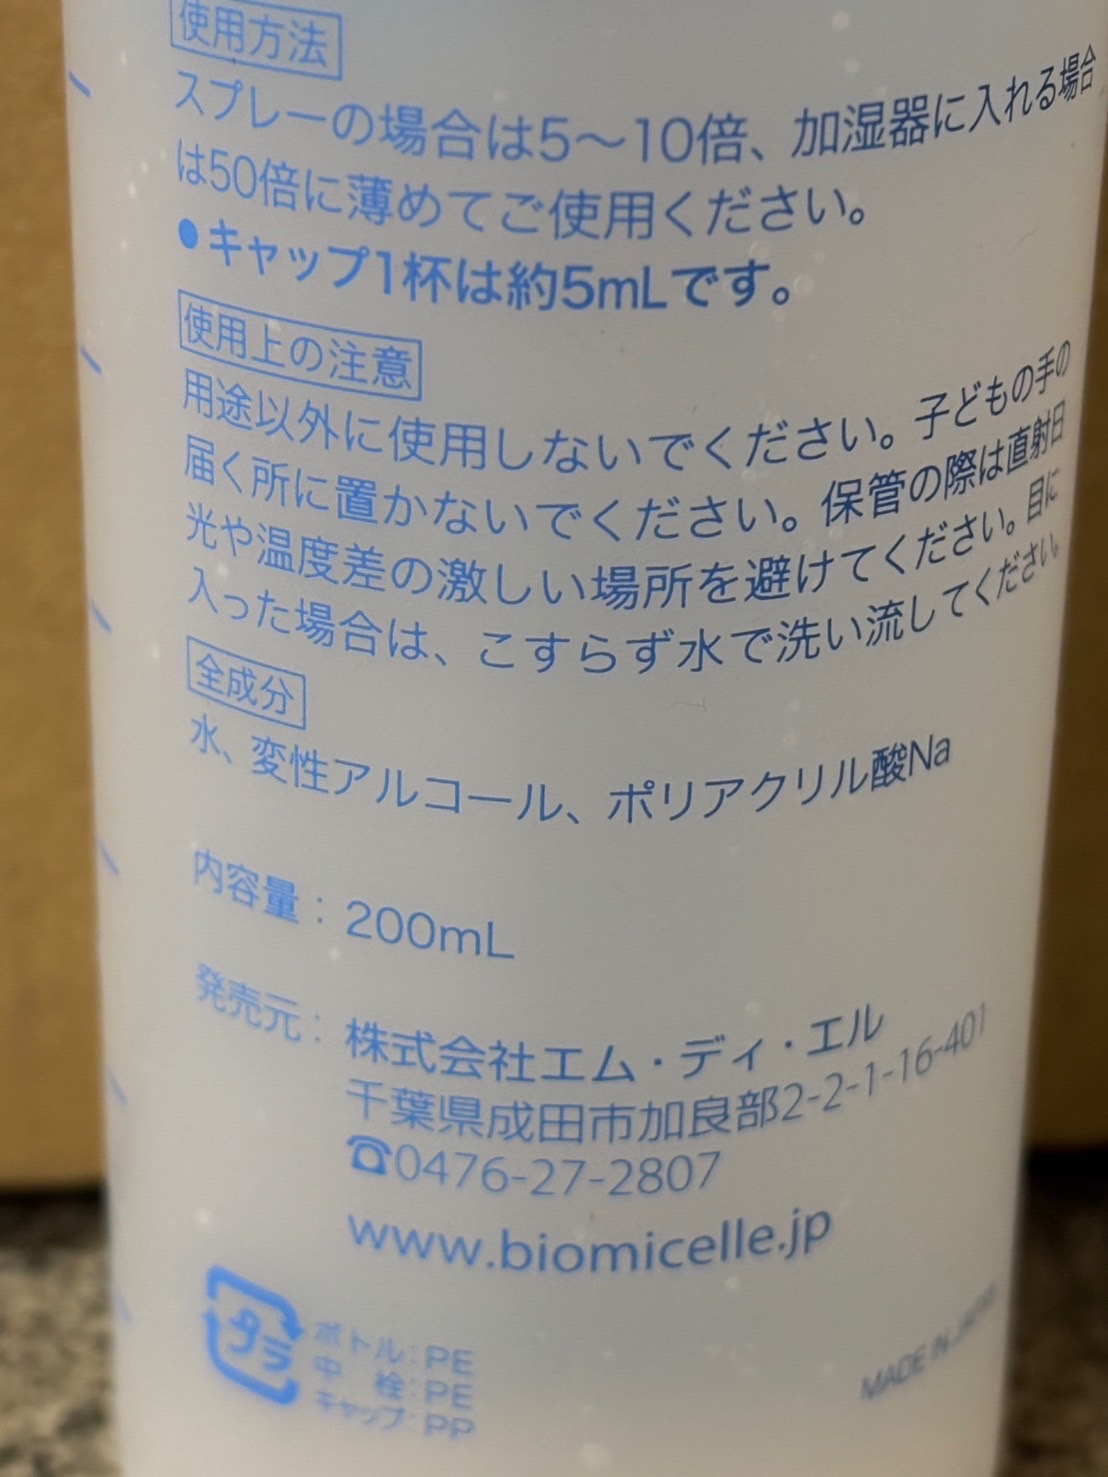 使用方法
スプレーの場合は5〜10倍、加湿器に入れる場合
は50倍に薄めてご使用ください。
●キャップ1杯は約5mLです。
使用上の注意
用途以外に使用しないでください。子どもの手の
届く所に置かないでください。保管の際は直射日
光や温度差の激しい場所を避けてください。目に
入った場合は、こすらず水で洗い流してください。
全成分
水、変性アルコール、ポリアクリル酸Na
内容量：200mL
発売元：株式会社エム・ディ・エル
千葉県成田市加良部2-2-1-16-401
☎0476-27-2807
www.biomicelle.jp
プラ
ボトル：PE
中　栓：PE
キャップ：PP
MADE IN JAPAN